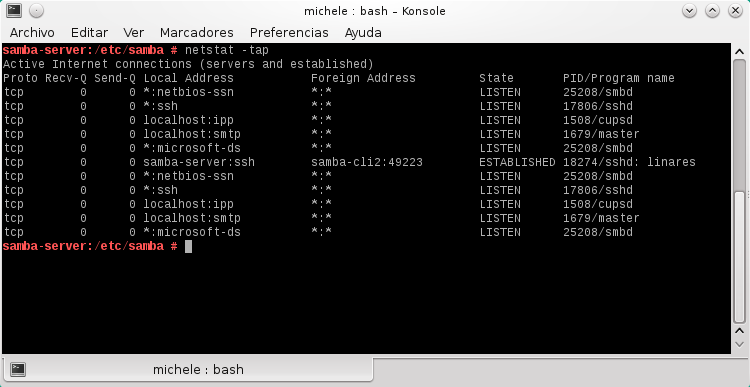 michele : bash – Konsole
Archivo Editar Ver Marcadores Preferencias Ayuda
samba-server:/etc/samba # netstat -tap
Active Internet connections (servers and established)
Proto Recv-Q Send-Q Local Address           Foreign Address         State       PID/Program name
tcp        0      0 *:netbios-ssn           *:*                     LISTEN      25208/smbd
tcp        0      0 *:ssh                   *:*                     LISTEN      17806/sshd
tcp        0      0 localhost:ipp           *:*                     LISTEN      1508/cupsd
tcp        0      0 localhost:smtp          *:*                     LISTEN      1679/master
tcp        0      0 *:microsoft-ds          *:*                     LISTEN      25208/smbd
tcp        0      0 samba-server:ssh        samba-cli2:49223        ESTABLISHED 18274/sshd: linares
tcp        0      0 *:netbios-ssn           *:*                     LISTEN      25208/smbd
tcp        0      0 *:ssh                   *:*                     LISTEN      17806/sshd
tcp        0      0 localhost:ipp           *:*                     LISTEN      1508/cupsd
tcp        0      0 localhost:smtp          *:*                     LISTEN      1679/master
tcp        0      0 *:microsoft-ds          *:*                     LISTEN      25208/smbd
samba-server:/etc/samba #
michele : bash